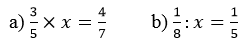 a) 3/5 × x = 4/7    b) 1/8 : x = 1/5